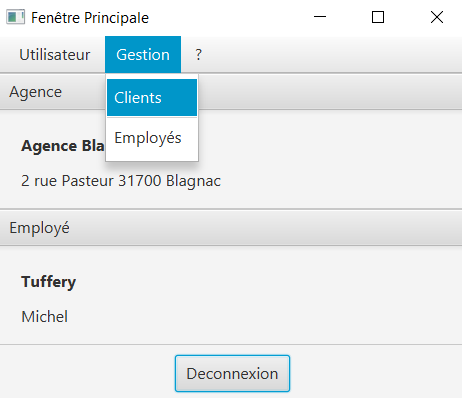 Fenêtre Principale
Utilisateur Gestion ?
Agence
Clients
Employés
Agence Bla
2 rue Pasteur 31700 Blagnac
Employé
Tuffery
Michel
Deconnexion